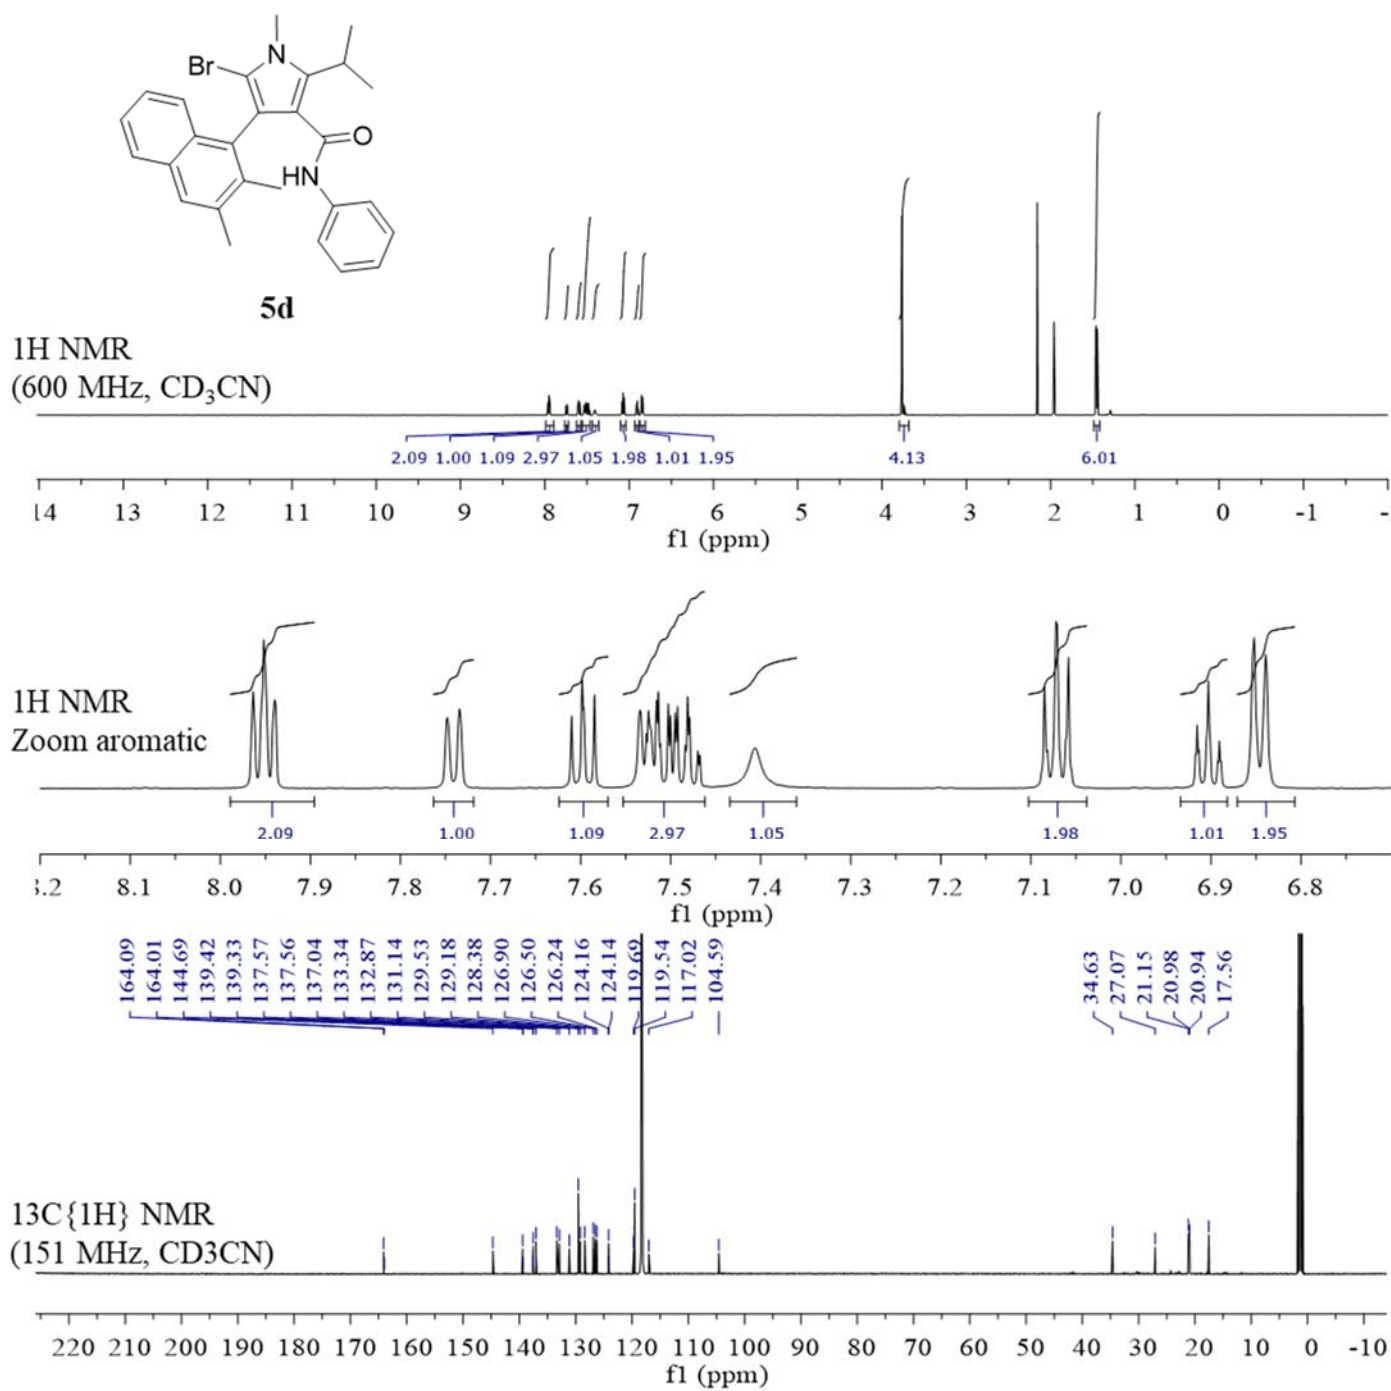 N
Br
O
HN
5d
1H NMR
(600 MHz, CD₃CN)
2.09 1.00 1.09 2.97 1.05 1.98 1.01 1.95 4.13 6.01
14 13 12 11 10 9 8 7 6 5 4 3 2 1 0 -1
f1 (ppm)
1H NMR
Zoom aromatic
2.09 1.00 1.09 2.97 1.05 1.98 1.01 1.95
8.1 8.0 7.9 7.8 7.7 7.6 7.5 7.4 7.3 7.2 7.1 7.0 6.9 6.8
f1 (ppm)
164.09 164.01 144.69 139.42 139.33 137.57 137.56 137.04 133.34 132.87 131.14 129.53 129.18 128.38 126.90 126.50 126.24 124.16 124.14 119.69 119.54 117.02 104.59 34.63 27.07 21.15 20.98 20.94 17.56
13C{1H} NMR
(151 MHz, CD3CN)
220 210 200 190 180 170 160 150 140 130 120 110 100 90 80 70 60 50 40 30 20 10 0 -10
f1 (ppm)